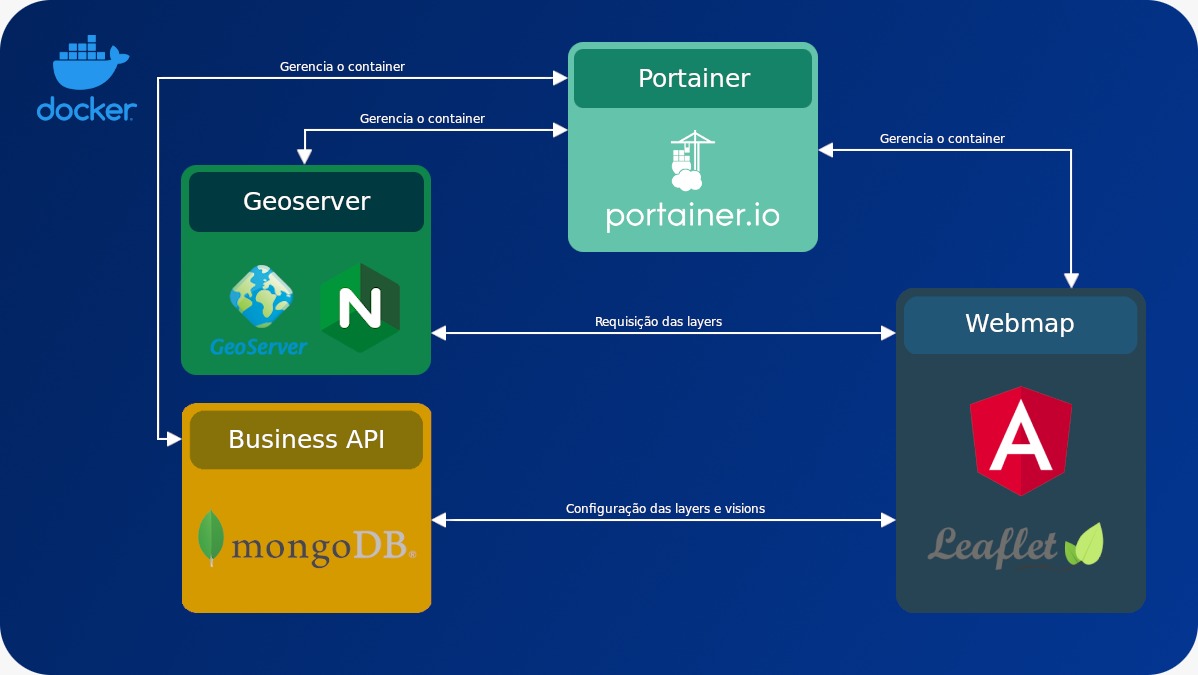 docker
Gerencia o container
Portainer
portainer.io
Gerencia o container
Gerencia o container
Geoserver
GeoServer
N
Requisição das layers
Webmap
A
Leaflet
Business API
mongoDB®
Configuração das layers e visions